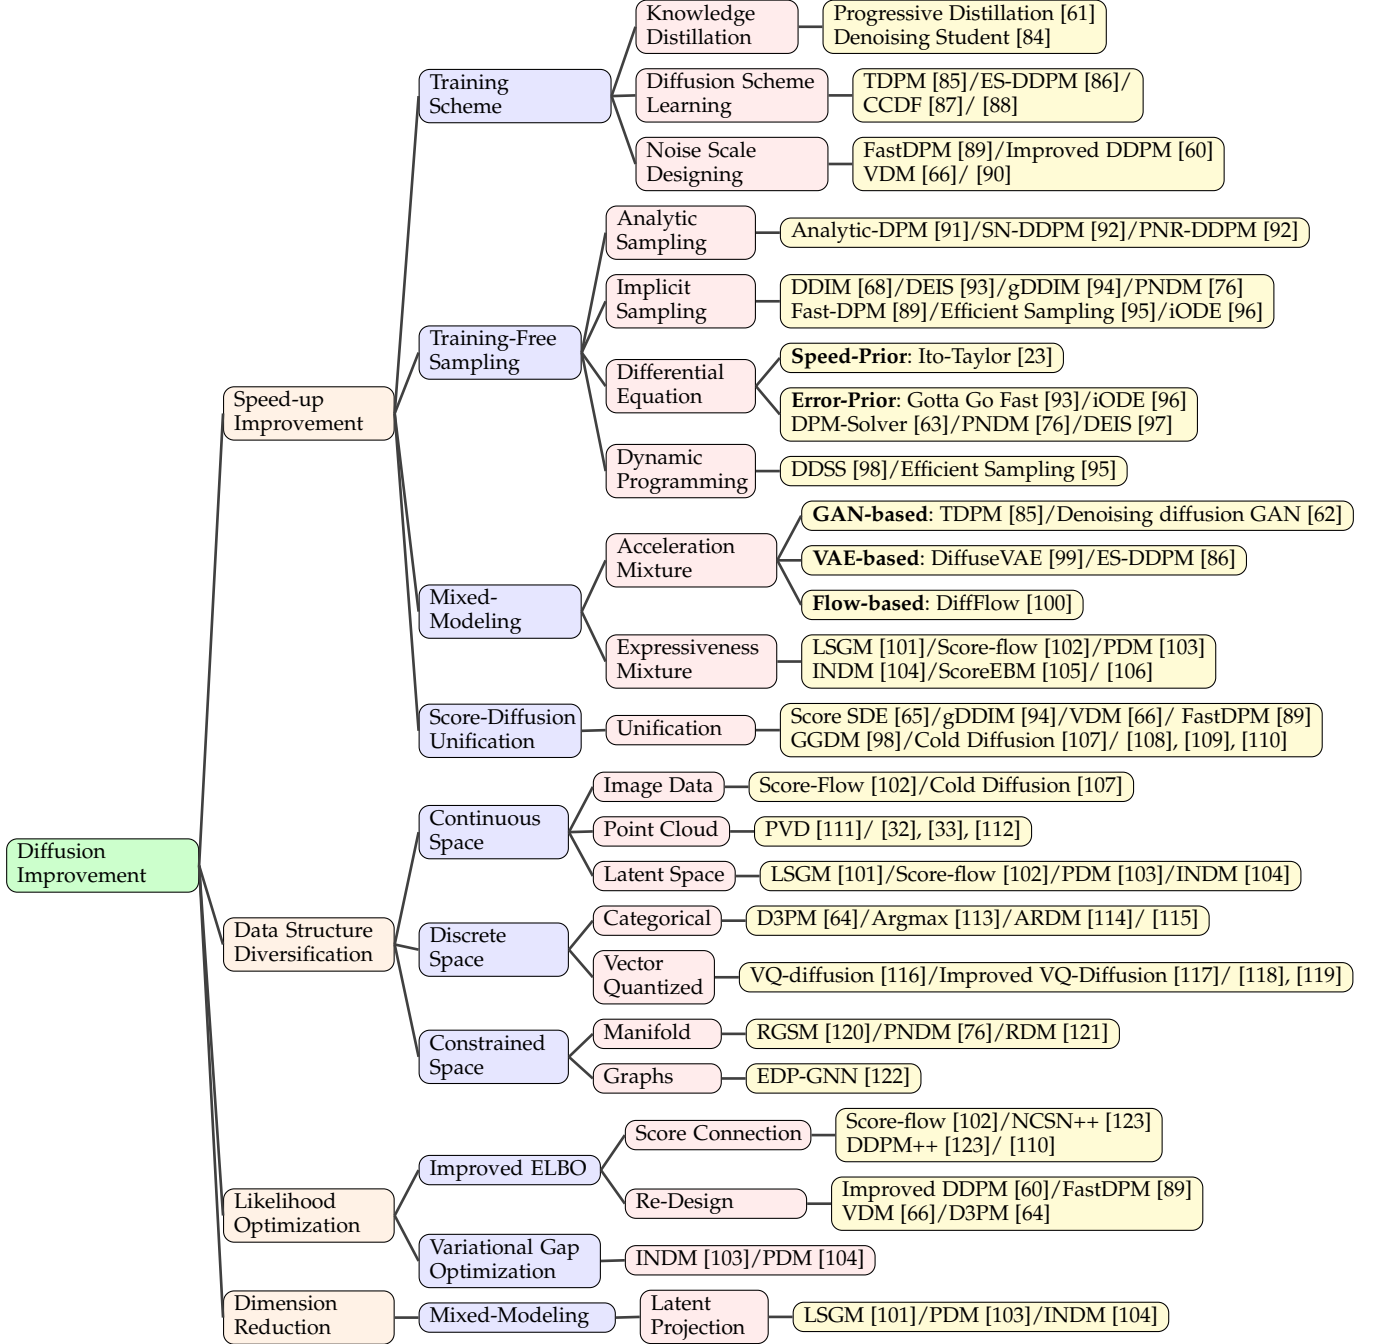 Knowledge
Distillation
Progressive Distillation [61]
Denoising Student [84]
Training
Scheme
Diffusion Scheme
Learning
TDPM [85]/ES-DDPM [86]/
CCDF [87]/ [88]
Noise Scale
Designing
FastDPM [89]/Improved DDPM [60]
VDM [66]/ [90]
Analytic
Sampling
Analytic-DPM [91]/SN-DDPM [92]/PNR-DDPM [92]
Implicit
Sampling
DDIM [68]/DEIS [93]/gDDIM [94]/PNDM [76]
Fast-DPM [89]/Efficient Sampling [95]/iODE [96]
Training-Free
Sampling
Differential
Equation
Speed-Prior: Ito-Taylor [23]
Error-Prior: Gotta Go Fast [93]/iODE [96]
DPM-Solver [63]/PNDM [76]/DEIS [97]
Speed-up
Improvement
Dynamic
Programming
DDSS [98]/Efficient Sampling [95]
GAN-based: TDPM [85]/Denoising diffusion GAN [62]
Acceleration
Mixture
VAE-based: DiffuseVAE [99]/ES-DDPM [86]
Flow-based: DiffFlow [100]
Mixed-
Modeling
Expressiveness
Mixture
LSGM [101]/Score-flow [102]/PDM [103]
INDM [104]/ScoreEBM [105]/ [106]
Score-Diffusion
Unification
Unification
Score SDE [65]/gDDIM [94]/VDM [66]/ FastDPM [89]
GGDM [98]/Cold Diffusion [107]/ [108], [109], [110]
Image Data
Score-Flow [102]/Cold Diffusion [107]
Continuous
Space
Point Cloud
PVD [111]/ [32], [33], [112]
Latent Space
LSGM [101]/Score-flow [102]/PDM [103]/INDM [104]
Diffusion
Improvement
Data Structure
Diversification
Discrete
Space
Categorical
D3PM [64]/Argmax [113]/ARDM [114]/ [115]
Vector
Quantized
VQ-diffusion [116]/Improved VQ-Diffusion [117]/ [118], [119]
Constrained
Space
Manifold
RGSM [120]/PNDM [76]/RDM [121]
Graphs
EDP-GNN [122]
Score Connection
Score-flow [102]/NCSN++ [123]
DDPM++ [123]/ [110]
Improved ELBO
Re-Design
Improved DDPM [60]/FastDPM [89]
VDM [66]/D3PM [64]
Likelihood
Optimization
Variational Gap
Optimization
INDM [103]/PDM [104]
Dimension
Reduction
Mixed-Modeling
Latent
Projection
LSGM [101]/PDM [103]/INDM [104]